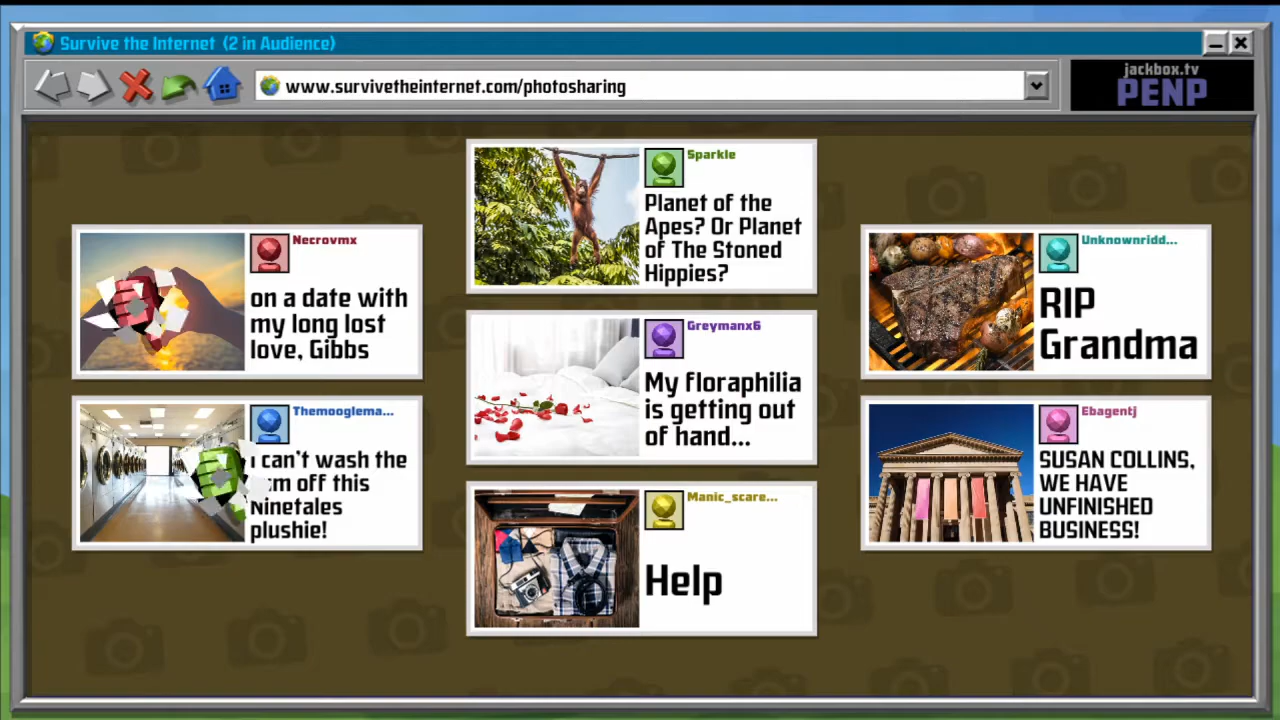 Survive the Internet (2 in Audience)
www.survivetheinternet.com/photosharing
jackbox.tv
PENP
Necrovmx
on a date with
my long lost
love, Gibbs
Themooglema...
i can't wash the
off this
Ninetales
plushie!
Sparkle
Planet of the
Apes? Or Planet
of The Stoned
Hippies?
Greymanx6
My floraphilia
is getting out
of hand...
Manic_scare...
Help
Unknownridd...
RIP
Grandma
Ebagentj
SUSAN COLLINS,
WE HAVE
UNFINISHED
BUSINESS!